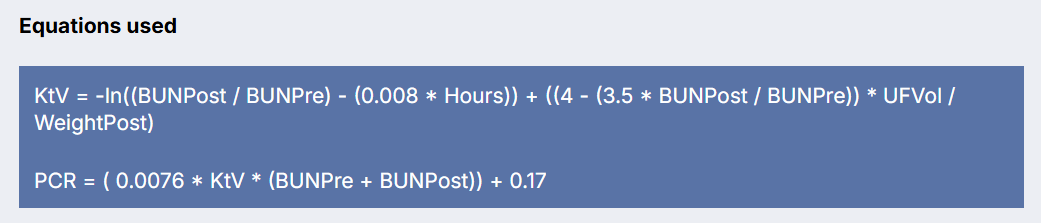 Equations used
KtV = -ln((BUNPost / BUNPre) - (0.008 * Hours)) + ((4 - (3.5 * BUNPost / BUNPre)) * UFVol /
WeightPost)
PCR = ( 0.0076 * KtV * (BUNPre + BUNPost)) + 0.17